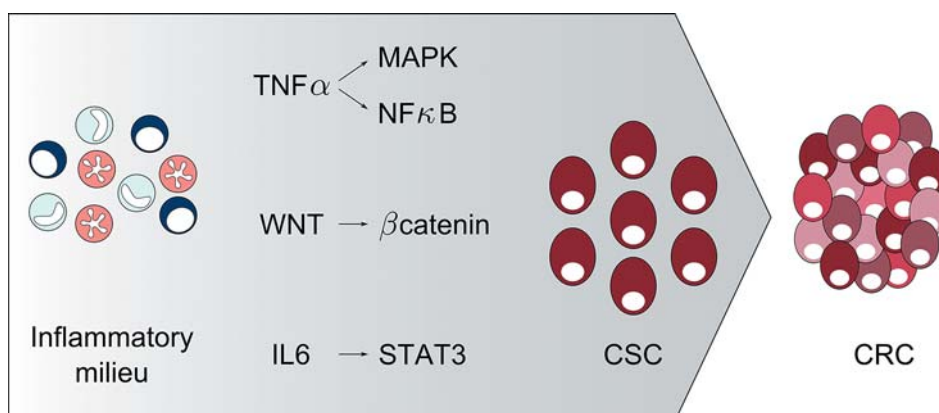 TNFα → MAPK
→ NFκB
WNT → βcatenin
Inflammatory
milieu
IL6 → STAT3
CSC
CRC